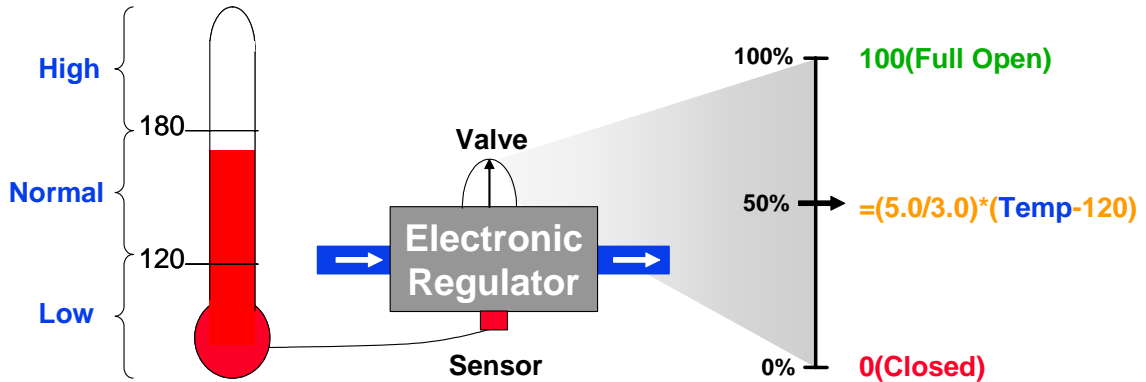 High
180
Normal
120
Low
Valve
Electronic
Regulator
Sensor
100%
100(Full Open)
50%
=(5.0/3.0)*(Temp-120)
0%
0(Closed)